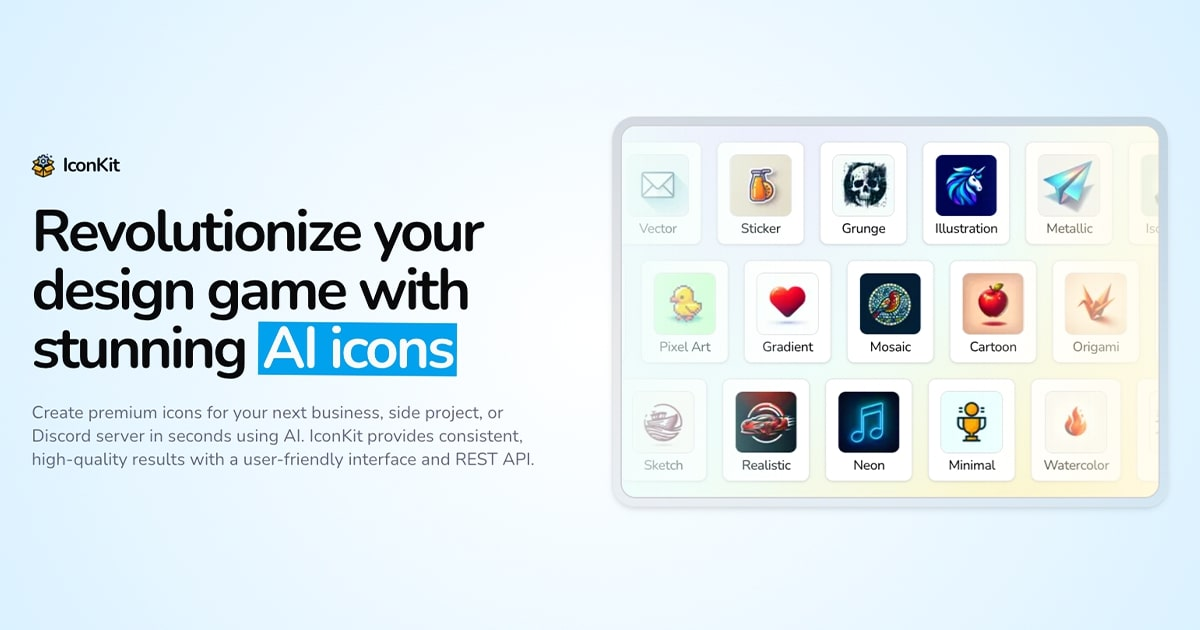 IconKit
Revolutionize your
design game with
stunning AI icons
Create premium icons for your next business, side project, or
Discord server in seconds using AI. IconKit provides consistent,
high-quality results with a user-friendly interface and REST API.
Vector
Sticker
Grunge
Illustration
Metallic
Pixel Art
Gradient
Mosaic
Cartoon
Origami
Sketch
Realistic
Neon
Minimal
Watercolor